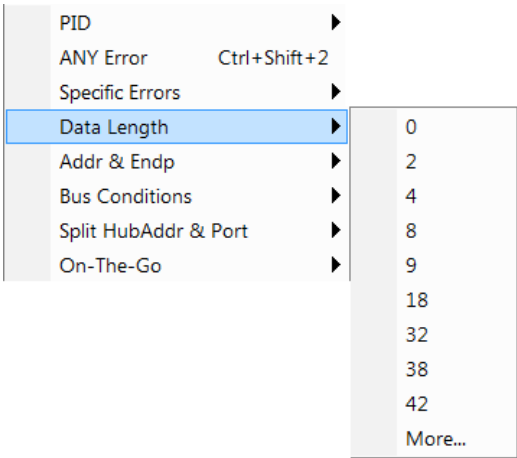 PID
ANY Error Ctrl+Shift+2
Specific Errors
Data Length
Addr & Endp
Bus Conditions
Split HubAddr & Port
On-The-Go
0
2
4
8
9
18
32
38
42
More...